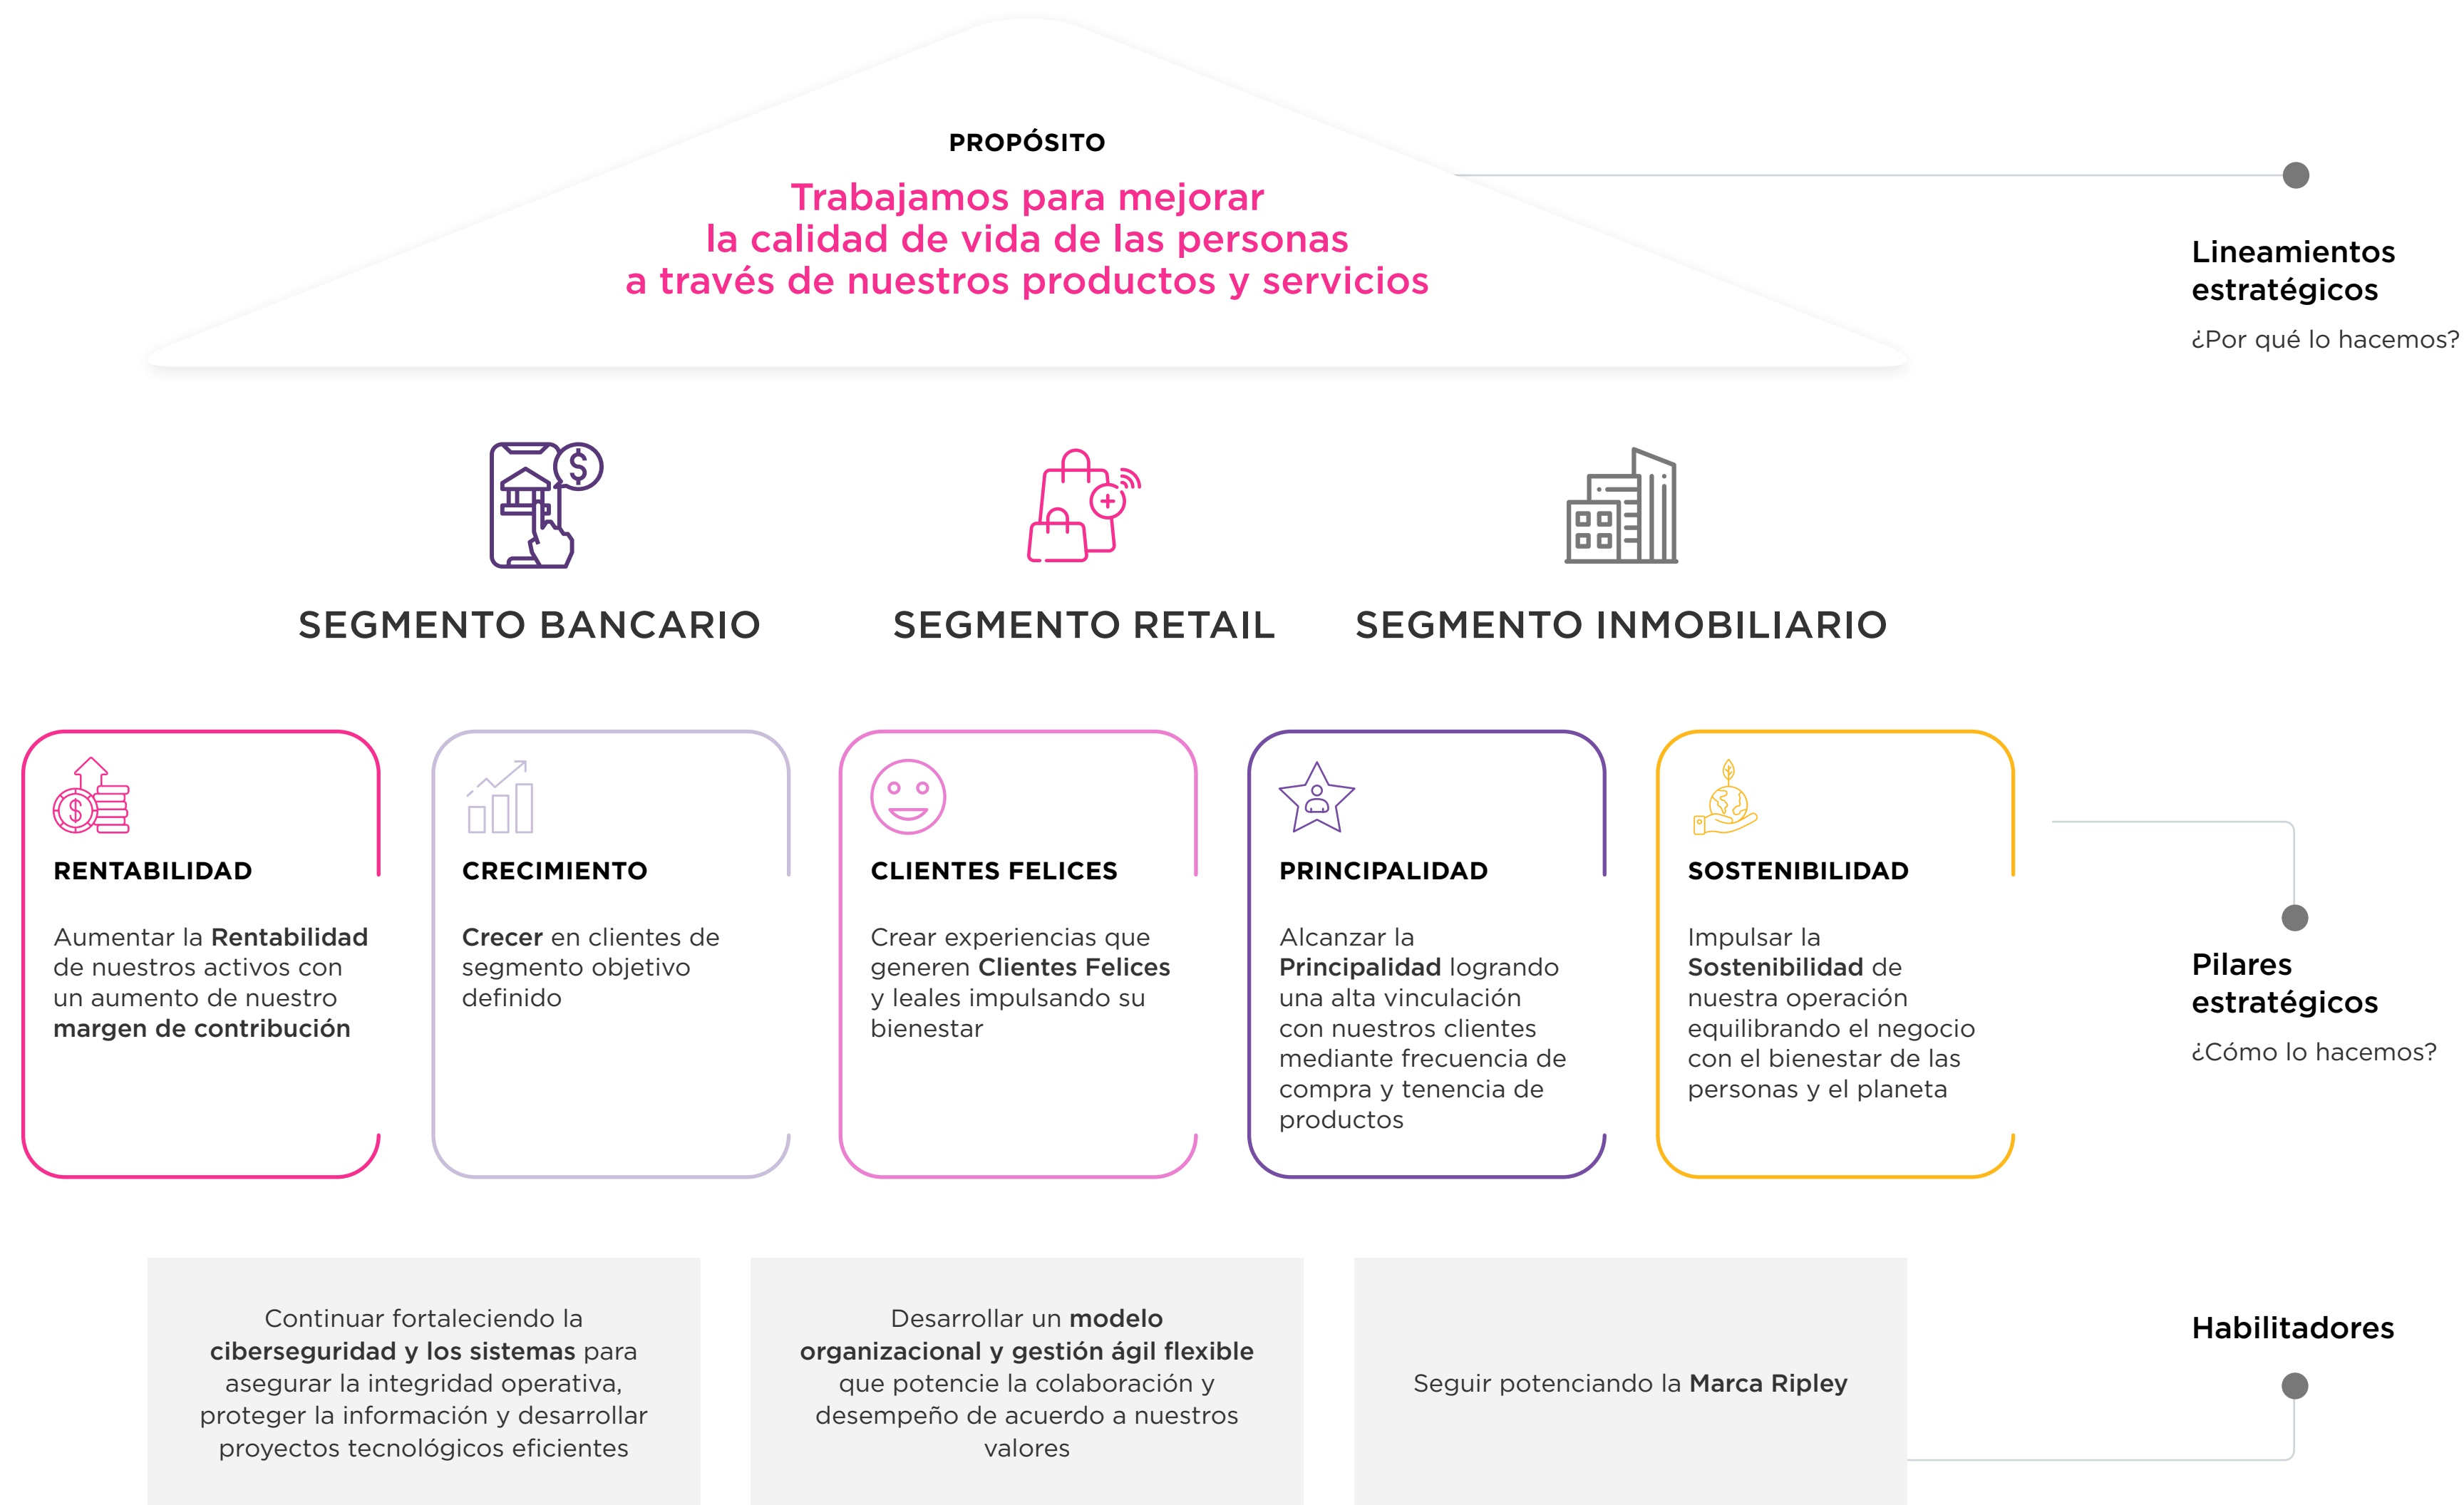 PROPÓSITO
Trabajamos para mejorar
la calidad de vida de las personas
a través de nuestros productos y servicios
Lineamientos
estratégicos
¿Por qué lo hacemos?
SEGMENTO BANCARIO
SEGMENTO RETAIL
SEGMENTO INMOBILIARIO
RENTABILIDAD
Aumentar la Rentabilidad
de nuestros activos con
un aumento de nuestro
margen de contribución
CRECIMIENTO
Crecer en clientes de
segmento objetivo
definido
CLIENTES FELICES
Crear experiencias que
generen Clientes Felices
y leales impulsando su
bienestar
PRINCIPALIDAD
Alcanzar la
Principalidad logrando
una alta vinculación
con nuestros clientes
mediante frecuencia de
compra y tenencia de
productos
SOSTENIBILIDAD
Impulsar la
Sostenibilidad de
nuestra operación
equilibrando el negocio
con el bienestar de las
personas y el planeta
Pilares
estratégicos
¿Cómo lo hacemos?
Continuar fortaleciendo la
ciberseguridad y los sistemas para
asegurar la integridad operativa,
proteger la información y desarrollar
proyectos tecnológicos eficientes
Desarrollar un modelo
organizacional y gestión ágil flexible
que potencie la colaboración y
desempeño de acuerdo a nuestros
valores
Seguir potenciando la Marca Ripley
Habilitadores